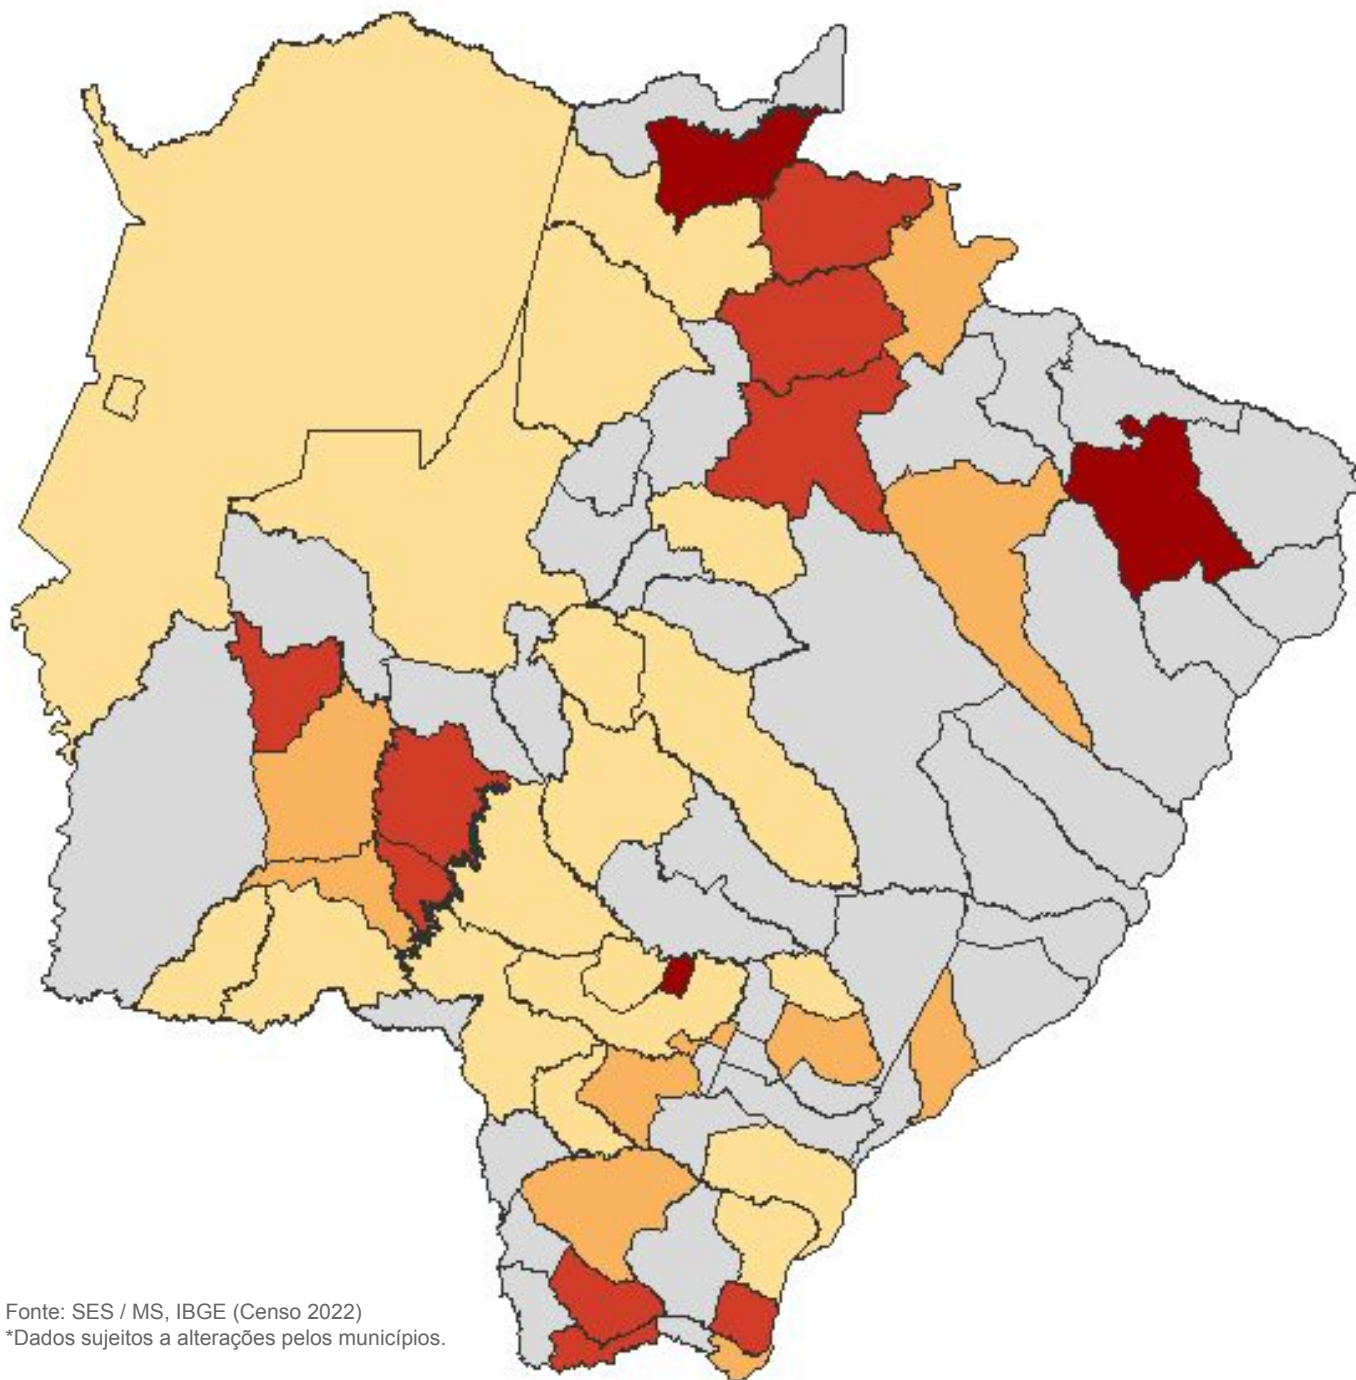 Fonte: SES / MS, IBGE (Censo 2022)
*Dados sujeitos a alterações pelos municípios.